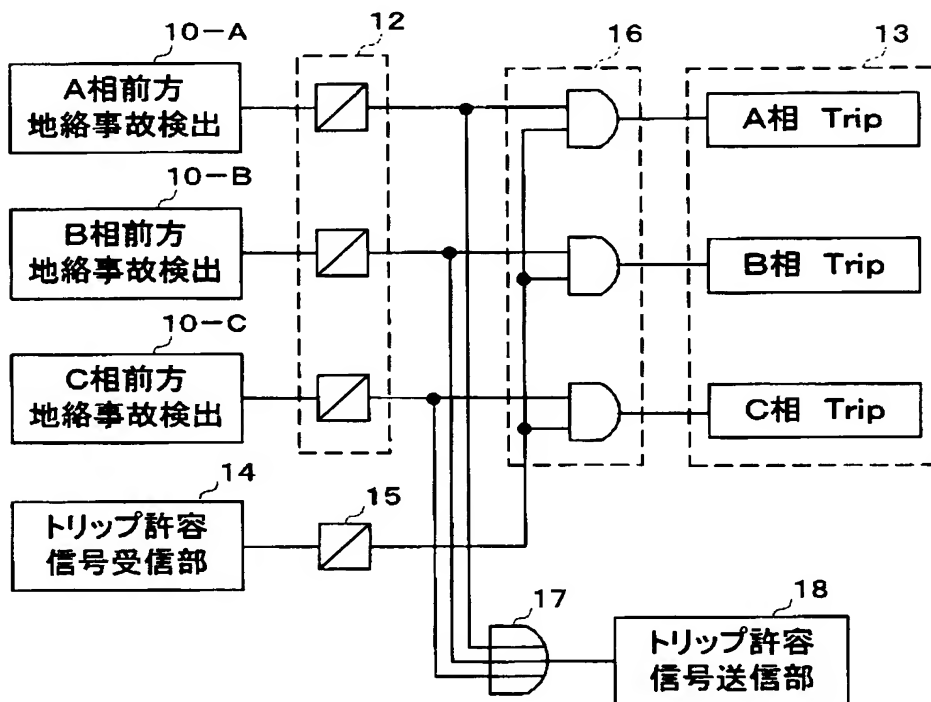 10-A
12
16
13
A相前方
地絡事故検出
A相 Trip
10-B
B相前方
地絡事故検出
B相 Trip
10-C
C相前方
地絡事故検出
C相 Trip
14
15
トリップ許容
信号受信部
17
18
トリップ許容
信号送信部